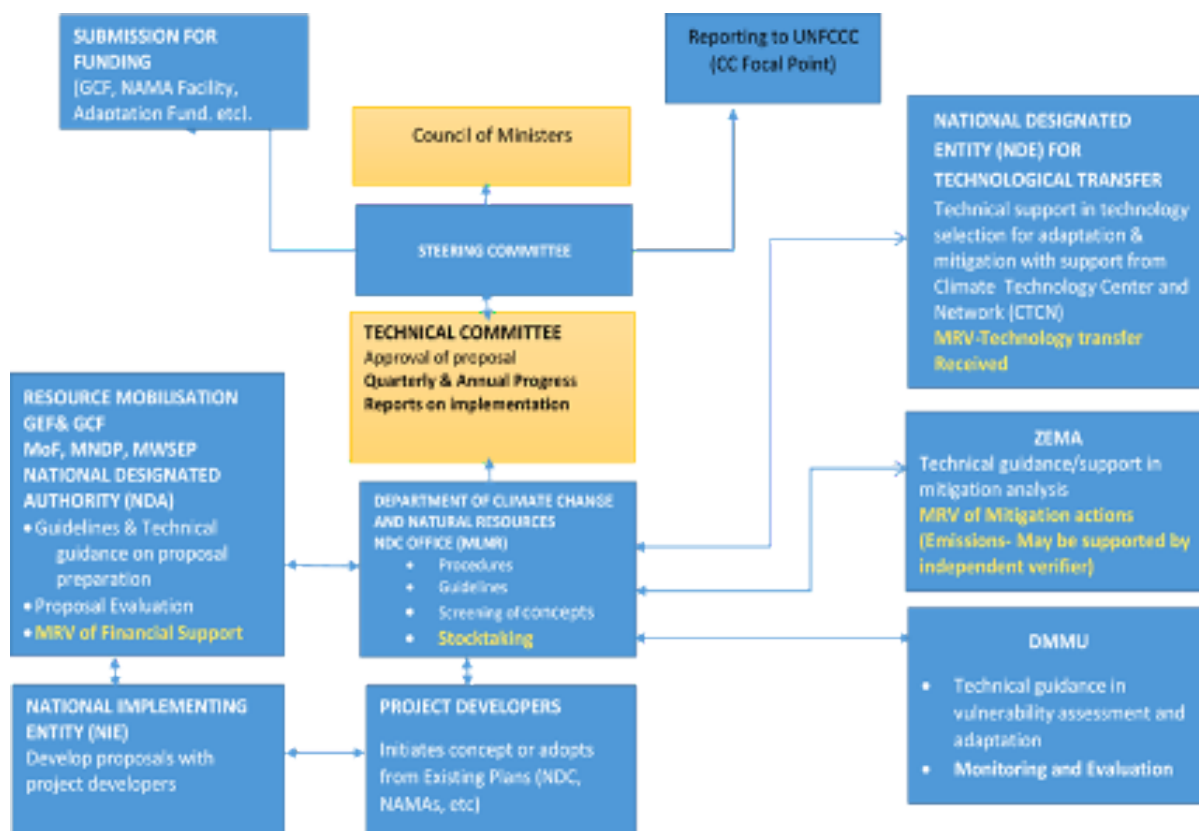 SUBMISSION FOR
FUNDING
(GCF, NAMA Facility,
Adaptation Fund, etc).
Reporting to UNFCCC
(CC Focal Point)
Council of Ministers
STEERING COMMITTEE
TECHNICAL COMMITTEE
Approval of proposal
Quarterly & Annual Progress
Reports on implementation
NATIONAL DESIGNATED
ENTITY (NDE) FOR
TECHNOLOGICAL TRANSFER
Technical support in technology
selection for adaptation &
mitigation with support from
Climate Technology Center and
Network (CTCN)
MRV-Technology transfer
Received
RESOURCE MOBILISATION
GEF& GCF
MoF, MNDP, MWSEP
NATIONAL DESIGNATED
AUTHORITY (NDA)
• Guidelines & Technical
guidance on proposal
preparation
• Proposal Evaluation
• MRV of Financial Support
DEPARTMENT OF CLIMATE CHANGE
AND NATURAL RESOURCES
NDC OFFICE (MLNR)
• Procedures
• Guidelines
• Screening of concepts
• Stocktaking
ZEMA
Technical guidance/support in
mitigation analysis
MRV of Mitigation actions
(Emissions- May be supported by
independent verifier)
DMMU
• Technical guidance in
vulnerability assessment and
adaptation
• Monitoring and Evaluation
NATIONAL IMPLEMENTING
ENTITY (NIE)
Develop proposals with
project developers
PROJECT DEVELOPERS
Initiates concept or adopts
from Existing Plans (NDC,
NAMAs, etc)